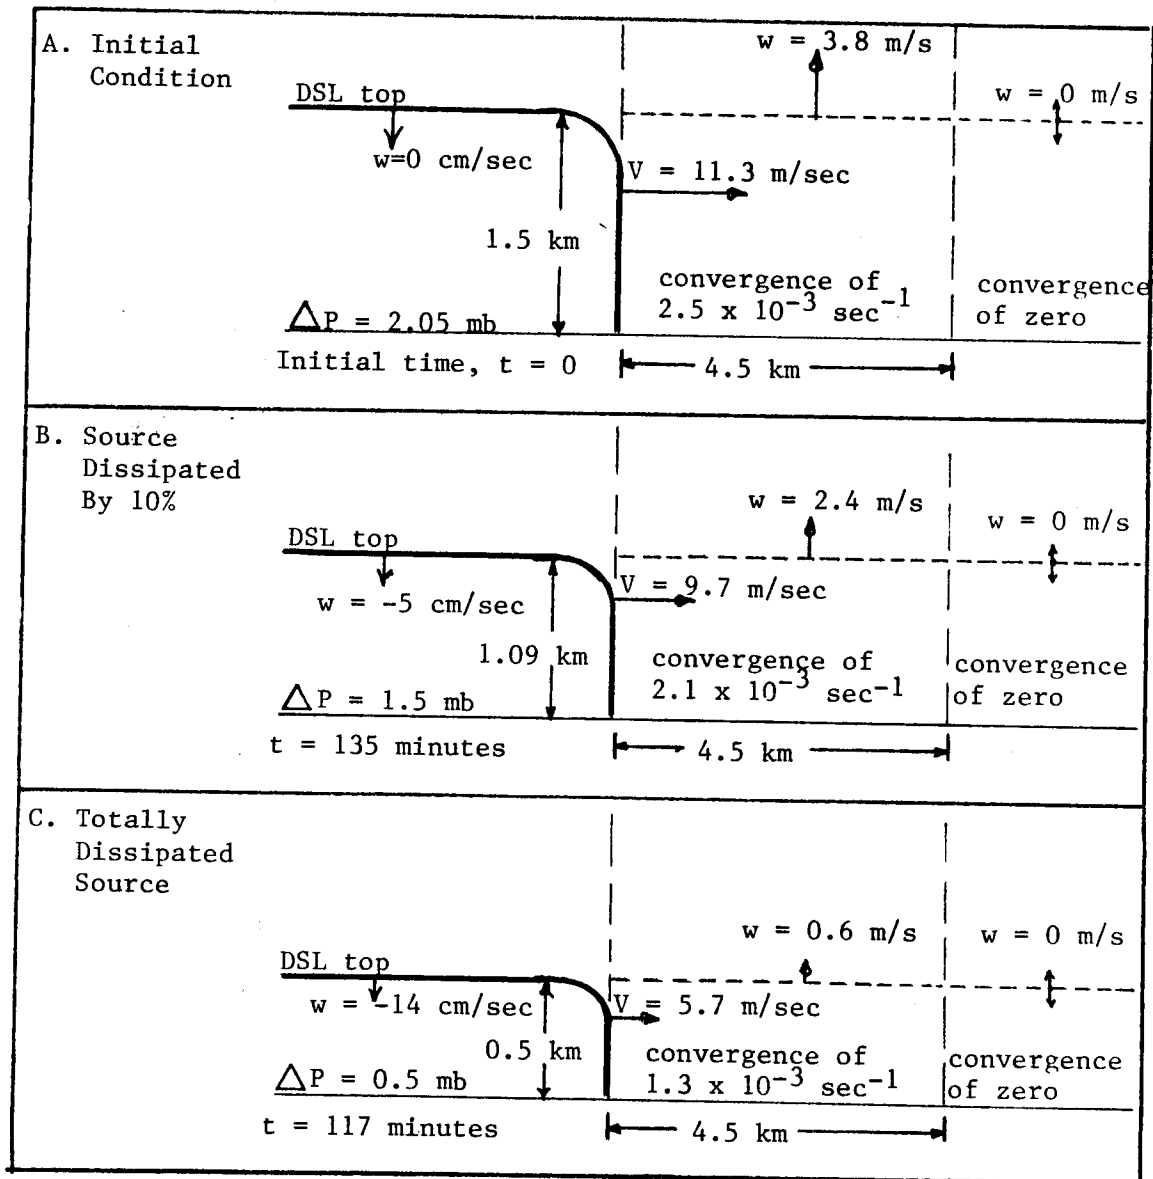 A. Initial
Condition
w = 3.8 m/s
w = 0 m/s
DSL top
w=0 cm/sec
V = 11.3 m/sec
1.5 km
convergence of
2.5 x 10⁻³ sec⁻¹
convergence
of zero
△P = 2.05 mb
Initial time, t = 0
4.5 km
B. Source
Dissipated
By 10%
w = 2.4 m/s
w = 0 m/s
DSL top
w = -5 cm/sec
V = 9.7 m/sec
1.09 km
convergence of
2.1 x 10⁻³ sec⁻¹
convergence
of zero
△P = 1.5 mb
t = 135 minutes
4.5 km
C. Totally
Dissipated
Source
w = 0.6 m/s
w = 0 m/s
DSL top
w = -14 cm/sec
V = 5.7 m/sec
0.5 km
convergence of
1.3 x 10⁻³ sec⁻¹
convergence
of zero
△P = 0.5 mb
t = 117 minutes
4.5 km